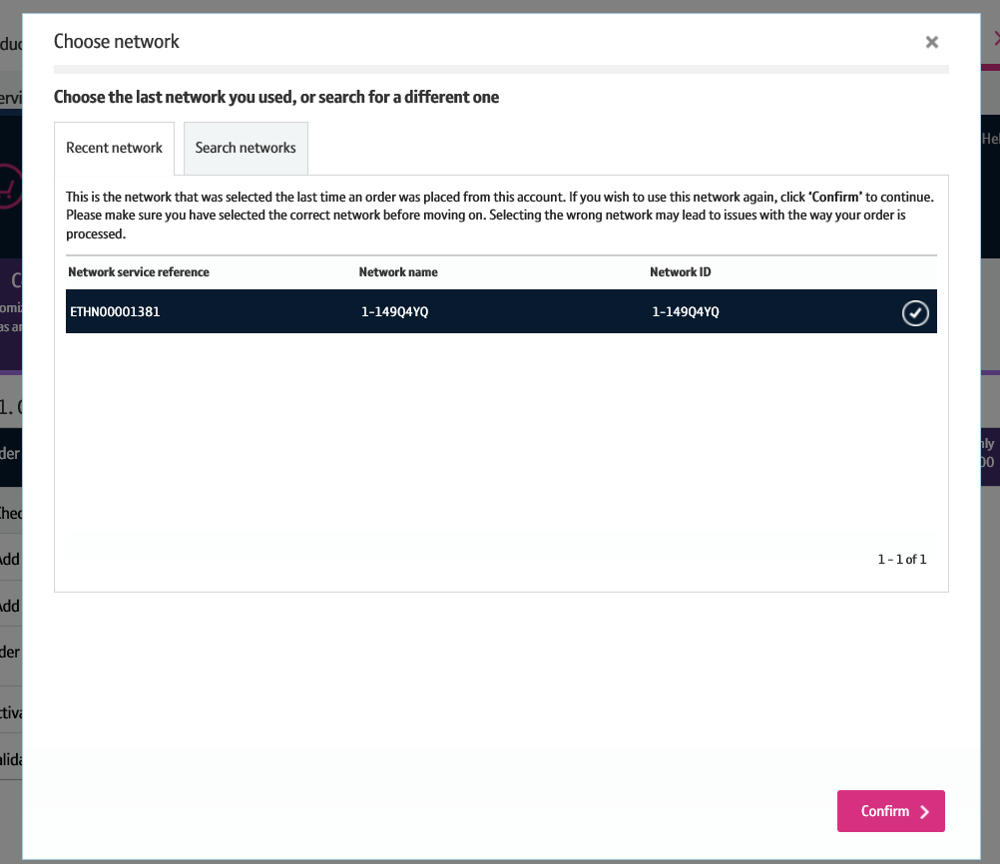 Choose network
Choose the last network you used, or search for a different one
Recent network
Search networks
This is the network that was selected the last time an order was placed from this account. If you wish to use this network again, click 'Confirm' to continue.
Please make sure you have selected the correct network before moving on. Selecting the wrong network may lead to issues with the way your order is
processed.
Network service reference Network name Network ID
ETHN00001381 1-149Q4YQ 1-149Q4YQ
1 - 1 of 1
Confirm
1.
Add
Add